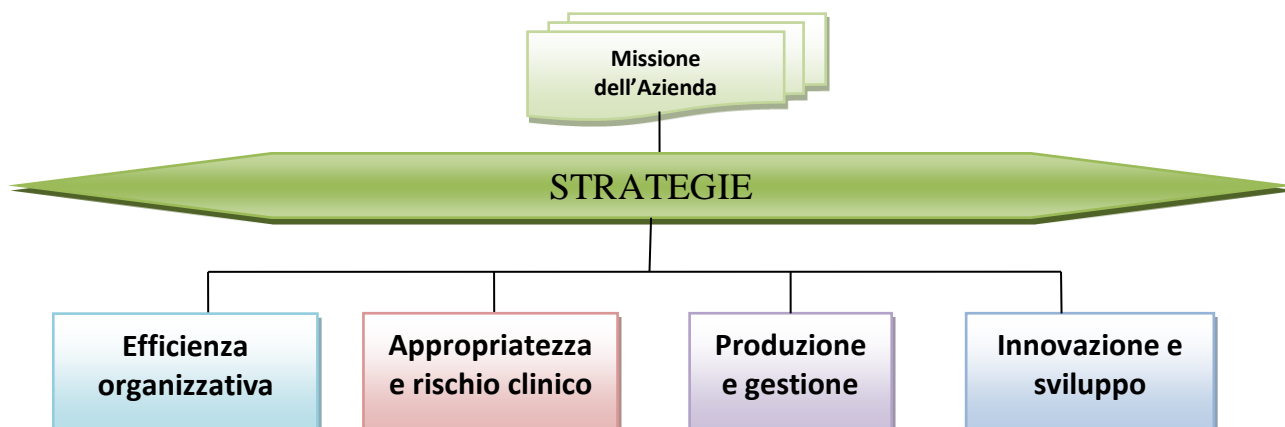 Missione
dell’Azienda
STRATEGIE
Efficienza
organizzativa
Appropriatezza
e rischio clinico
Produzione
e gestione
Innovazione e
sviluppo